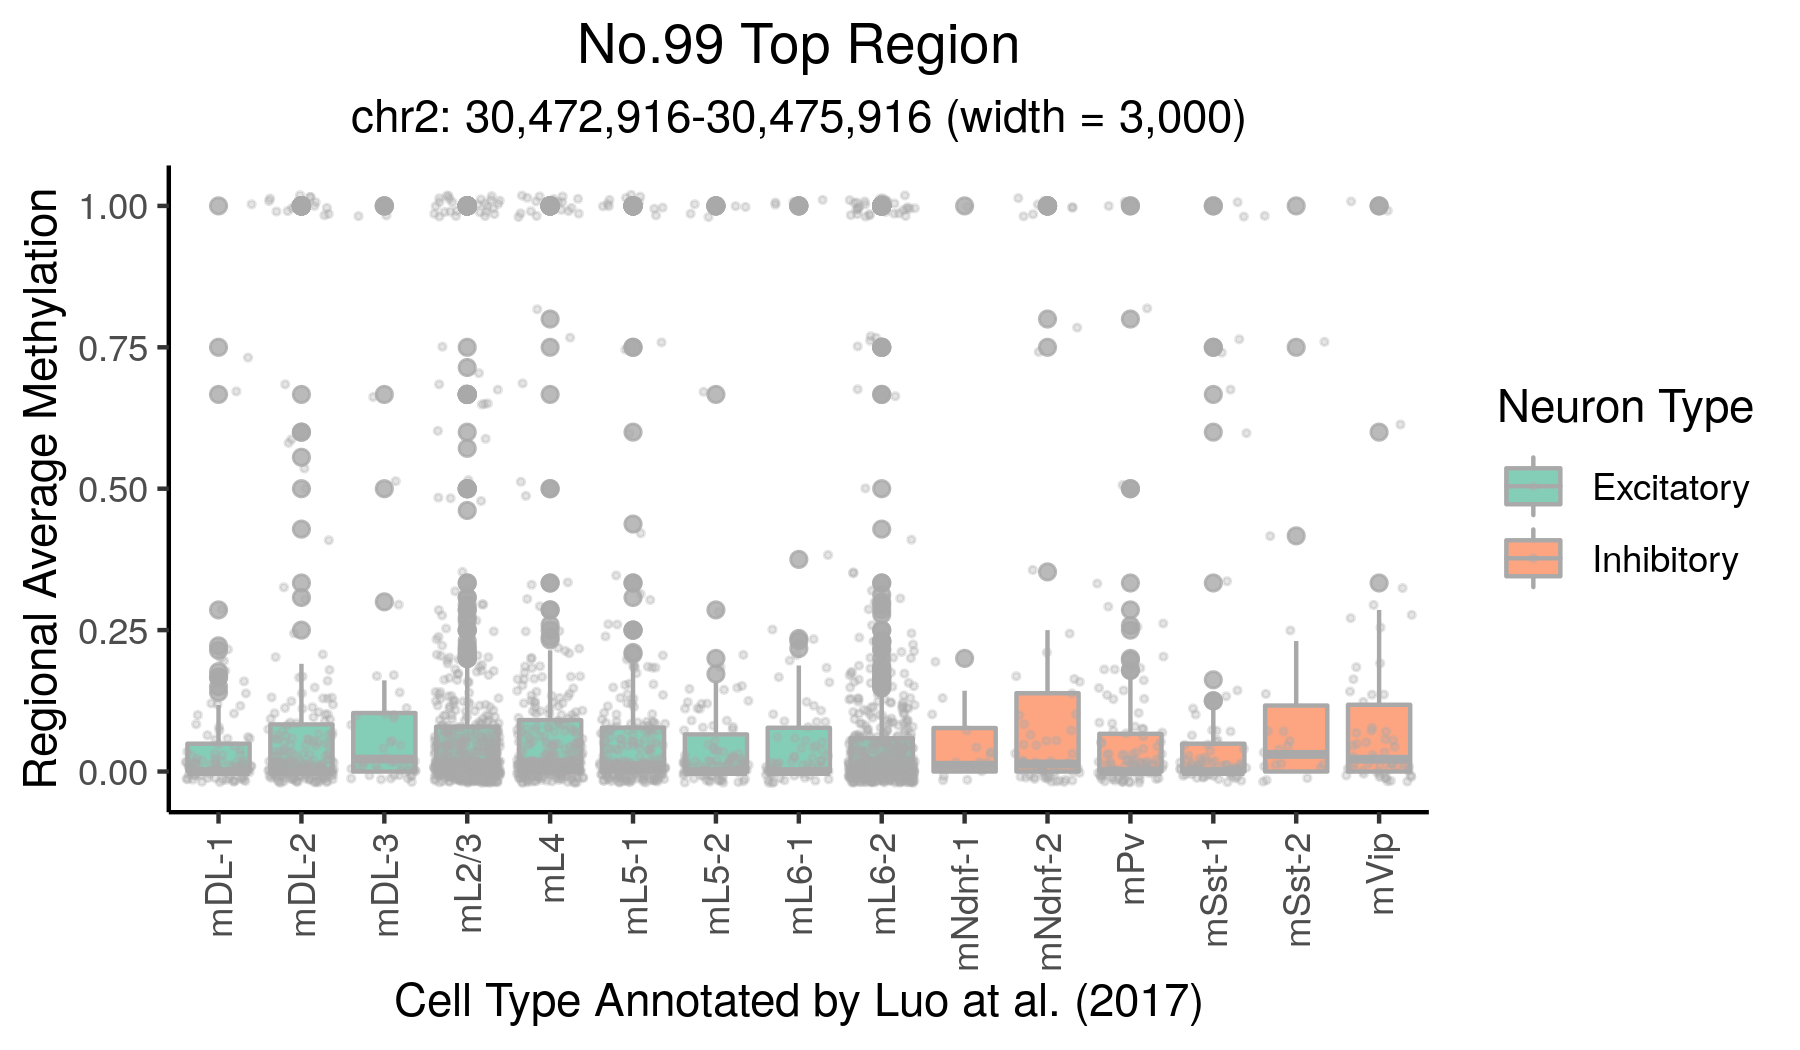 No.99 Top Region
chr2: 30,472,916-30,475,916 (width = 3,000)
Regional Average Methylation
1.00
0.75
0.50
0.25
0.00
mDL-1
mDL-2
mDL-3
mL2/3
mL4
mL5-1
mL5-2
mL6-1
mL6-2
mNdnf-1
mNdnf-2
mPv
mSst-1
mSst-2
mVip
Cell Type Annotated by Luo at al. (2017)
Neuron Type
Excitatory
Inhibitory